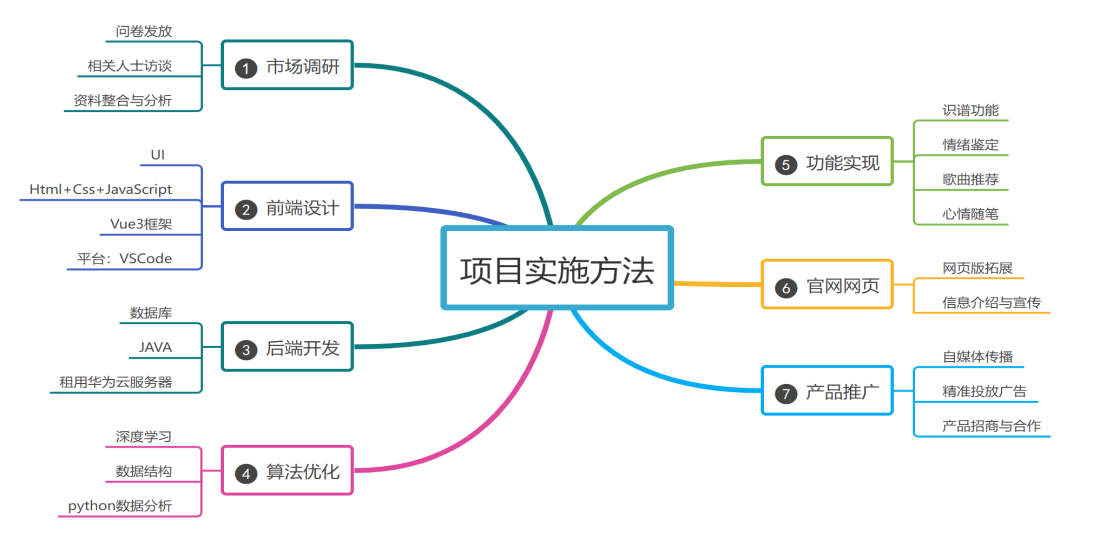 项目实施方法
1 市场调研
问卷发放
相关人士访谈
资料整合与分析
2 前端设计
UI
Html+Css+JavaScript
Vue3框架
平台：VSCode
3 后端开发
数据库
JAVA
租用华为云服务器
4 算法优化
深度学习
数据结构
python数据分析
5 功能实现
识谱功能
情绪鉴定
歌曲推荐
心情随笔
6 官网网页
网页版拓展
信息介绍与宣传
7 产品推广
自媒体传播
精准投放广告
产品招商与合作